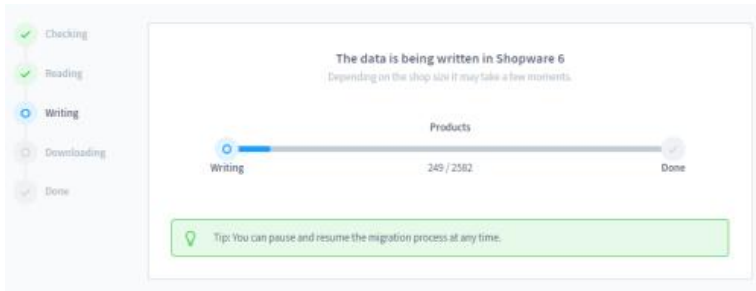 Checking
Reading
Writing
Downloading
Done
The data is being written in Shopware 6
Depending on the shop size it may take a few moments.
Products
Writing
249 / 2582
Done
Tip: You can pause and resume the migration process at any time.